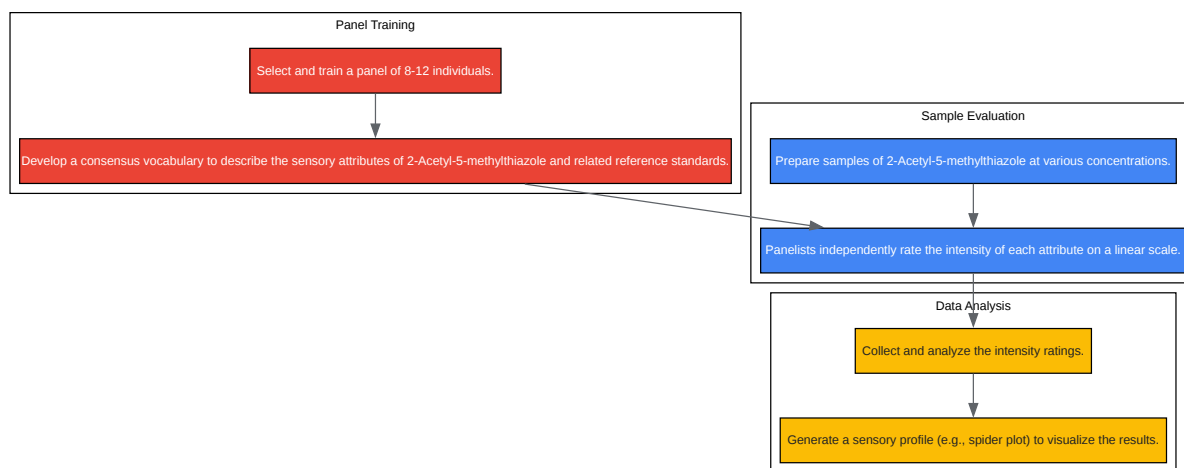 Panel Training
Select and train a panel of 8-12 individuals.
Develop a consensus vocabulary to describe the sensory attributes of 2-Acetyl-5-methylthiazole and related reference standards.
Sample Evaluation
Prepare samples of 2-Acetyl-5-methylthiazole at various concentrations.
Panelists independently rate the intensity of each attribute on a linear scale.
Data Analysis
Collect and analyze the intensity ratings.
Generate a sensory profile (e.g., spider plot) to visualize the results.